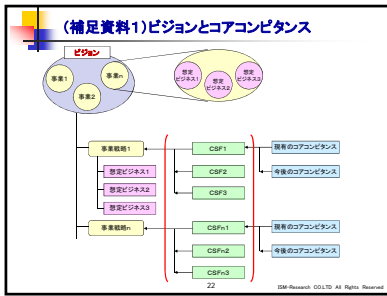 (補足資料1)ビジョンとコアコンピタンス
ビジョン
事業1
事業n
事業2
想定
ビジネス1
想定
ビジネス2
想定
ビジネス3
事業戦略1
CSF1
現有のコアコンピタンス
想定ビジネス1
CSF2
今後のコアコンピタンス
想定ビジネス2
CSF3
想定ビジネス3
事業戦略n
CSFn1
現有のコアコンピタンス
CSFn2
今後のコアコンピタンス
CSFn3
22
ISM-Research CO.LTD All Rights Reserved